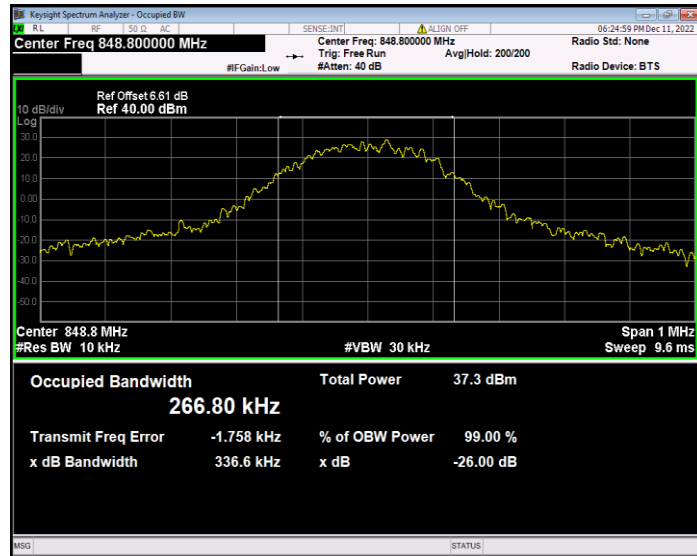 Keysight Spectrum Analyzer - Occupied BW
RL RF 50 Ω AC SENSE:INT ALIGN OFF 06:24:59 PM Dec 11, 2022
Center Freq 848.800000 MHz
Center Freq: 848.800000 MHz Radio Std: None
Trig: Free Run Avg|Hold: 200/200
#IFGain:Low #Atten: 40 dB Radio Device: BTS
Ref Offset 6.61 dB
10 dB/div Ref 40.00 dBm
Log
30.0
20.0
10.0
0.00
-10.0
-20.0
-30.0
-40.0
-50.0
Center 848.8 MHz Span 1 MHz
#Res BW 10 kHz #VBW 30 kHz Sweep 9.6 ms
Occupied Bandwidth Total Power 37.3 dBm
266.80 kHz
Transmit Freq Error -1.758 kHz % of OBW Power 99.00 %
x dB Bandwidth 336.6 kHz x dB -26.00 dB
MSG STATUS